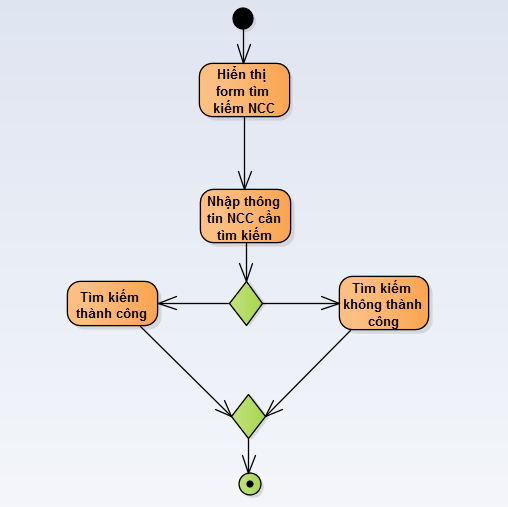 Hiển thị
form tìm
kiếm NCC
Nhập thông
tin NCC cần
tìm kiếm
Tìm kiếm
thành công
Tìm kiếm
không thành
công